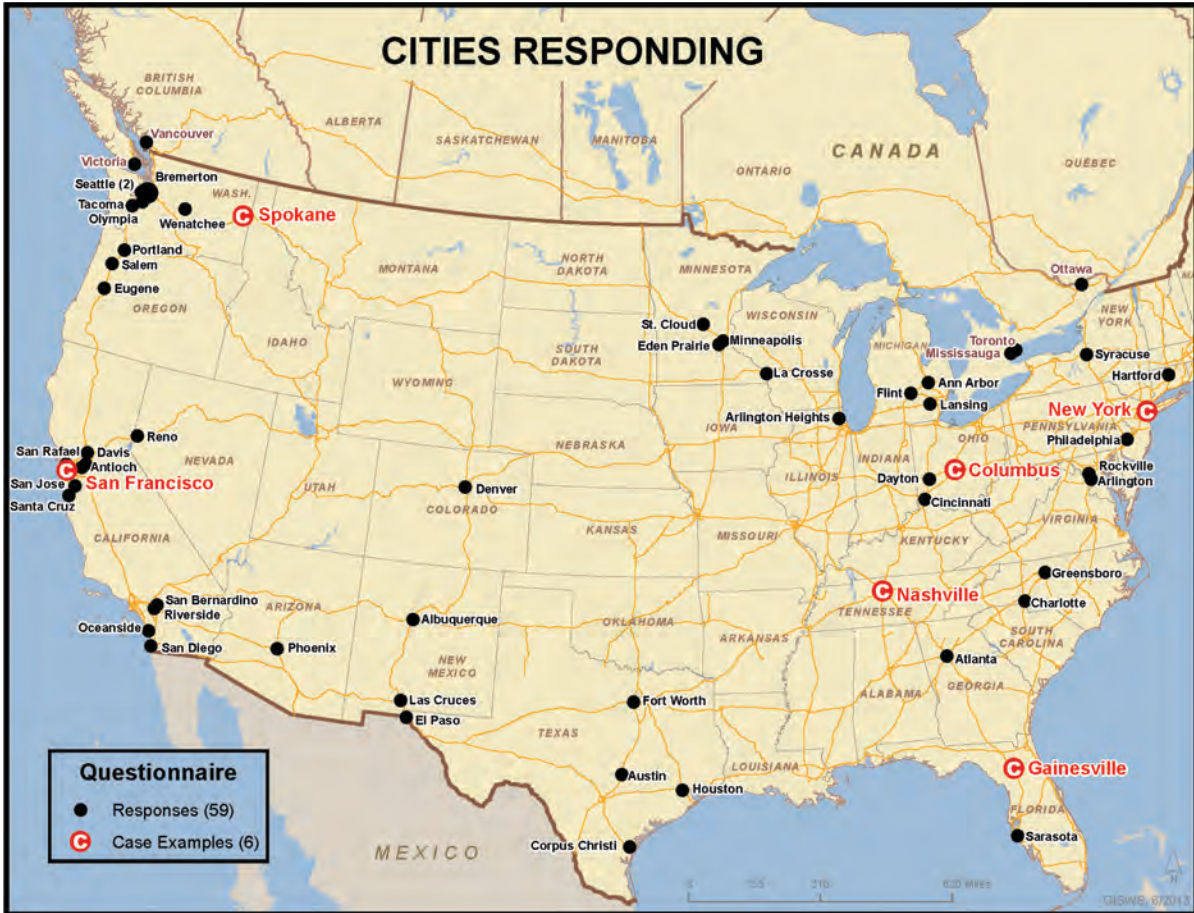 CITIES RESPONDING
BRITISH
COLUMBIA
ALBERTA
SASKATCHEWAN
MANITOBA
ONTARIO
CANADA
QUÉBEC
Vancouver
Victoria
Seattle (2)
Bremerton
WASH.
Tacoma
Olympia
Wenatchee
Spokane
Portland
Salem
Eugene
OREGON
MONTANA
IDAHO
NORTH
DAKOTA
MINNESOTA
SOUTH
DAKOTA
WYOMING
St. Cloud
Eden Prairie
Minneapolis
WISCONSIN
La Crosse
MICHIGAN
Ottawa
NEW
YORK
Toronto
Mississauga
Syracuse
Hartford
Ann Arbor
Flint
Lansing
Arlington Heights
IOWA
New York
PENNSYLVANIA
Philadelphia
OHIO
Columbus
INDIANA
ILLINOIS
Dayton
Cincinnati
Rockville
Arlington
VIRGINIA
Reno
San Rafael
Davis
Antioch
San Francisco
San Jose
Santa Cruz
NEVADA
UTAH
NEBRASKA
Denver
COLORADO
KANSAS
MISSOURI
KENTUCKY
CALIFORNIA
Nashville
TENNESSEE
Greensboro
Charlotte
SOUTH
CAROLINA
San Bernardino
Riverside
Oceanside
San Diego
ARIZONA
Phoenix
Albuquerque
NEW
MEXICO
Las Cruces
El Paso
OKLAHOMA
ARKANSAS
Fort Worth
TEXAS
Atlanta
ALABAMA
GEORGIA
LOUISIANA
Austin
Houston
Corpus Christi
Gainesville
FLORIDA
Sarasota
MEXICO
Questionnaire
Responses (59)
C Case Examples (6)
0 315 630 MILES
N